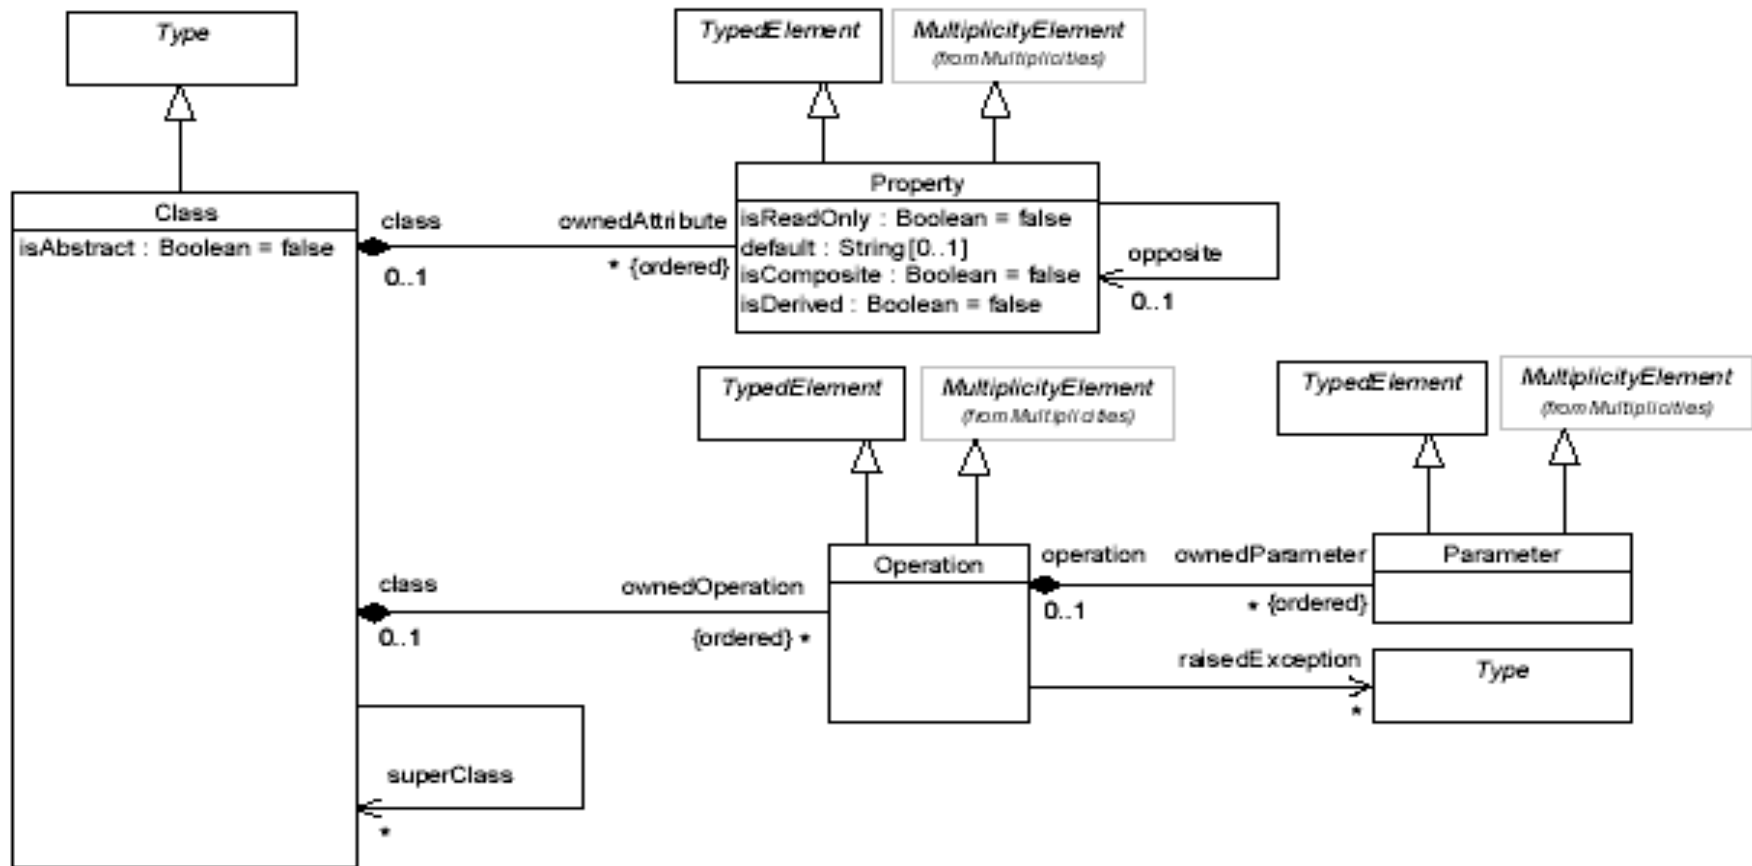 Type
TypedElement
MultiplicityElement
(from Multiplicities)
Class
isAbstract : Boolean = false
class
0..1
ownedAttribute
* {ordered}
Property
isReadOnly : Boolean = false
default : String [0..1]
isComposite : Boolean = false
isDerived : Boolean = false
opposite
0..1
TypedElement
MultiplicityElement
(from Multiplicities)
TypedElement
MultiplicityElement
(from Multiplicities)
class
0..1
ownedOperation
{ordered} *
Operation
operation
0..1
ownedParameter
* {ordered}
Parameter
raisedException
*
Type
superClass
*